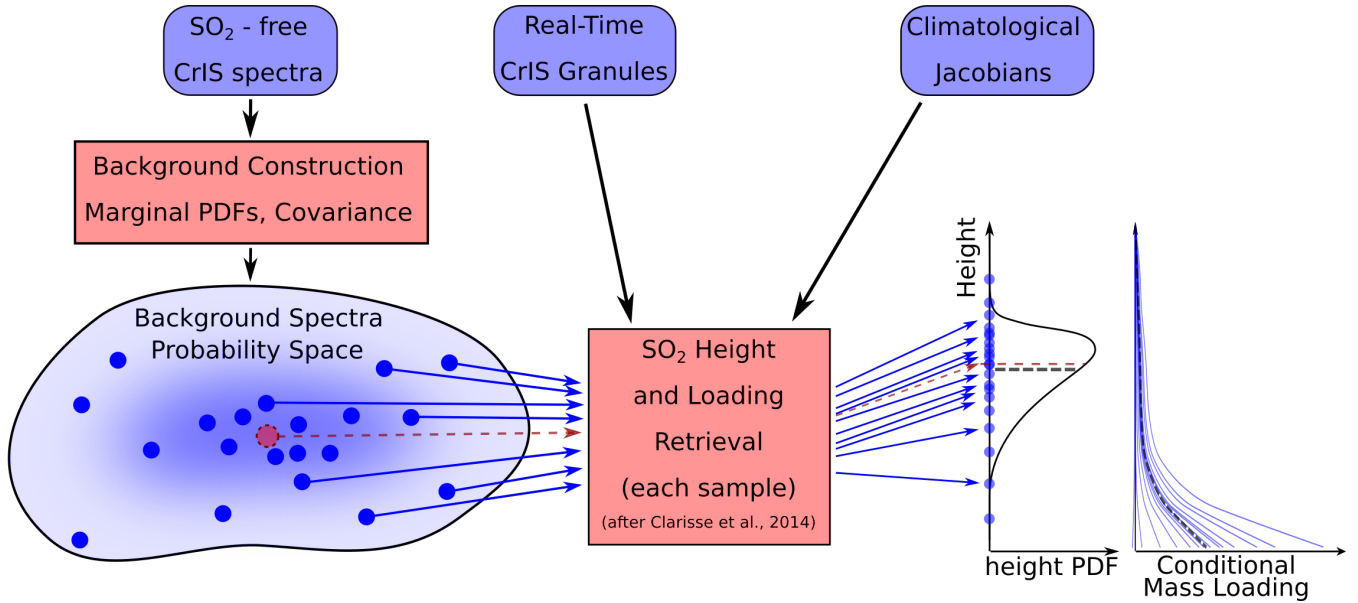 SO₂ - free
CrIS spectra
Real-Time
CrIS Granules
Climatological
Jacobians
Background Construction
Marginal PDFs, Covariance
Background Spectra
Probability Space
SO₂ Height
and Loading
Retrieval
(each sample)
(after Clarisse et al., 2014)
Height
height PDF
Conditional
Mass Loading